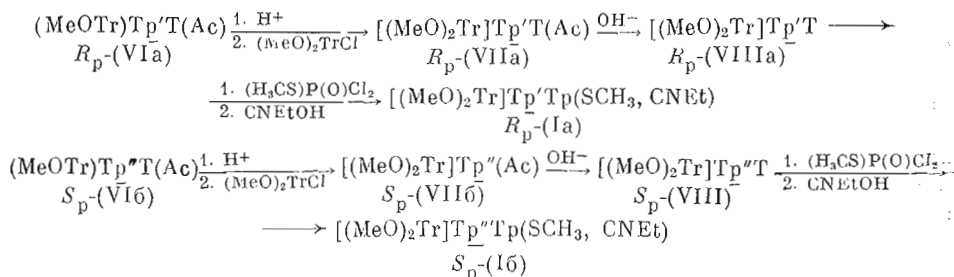 (MeOTr)Tp′T(Ac) 1. H+ 2. (MeO)2TrCl → [(MeO)2Tr]Tp′T(Ac) OH− → [(MeO)2Tr]Tp′T →
Rp-(VIa) Rp-(VIIa) Rp-(VIIIa)
1. (H3CS)P(O)Cl2 2. CNEtOH → [(MeO)2Tr]Tp′Tp(SCH3, CNEt)
Rp-(Ia)
(MeOTr)Tp″T(Ac) 1. H+ 2. (MeO)2TrCl → [(MeO)2Tr]Tp″(Ac) OH− → [(MeO)2Tr]Tp″T 1. (H3CS)P(O)Cl2 2. CNEtOH →
Sp-(VIб) Sp-(VIIб) Sp-(VIII)
→ [(MeO)2Tr]Tp″Tp(SCH3, CNEt)
Sp-(Iб)